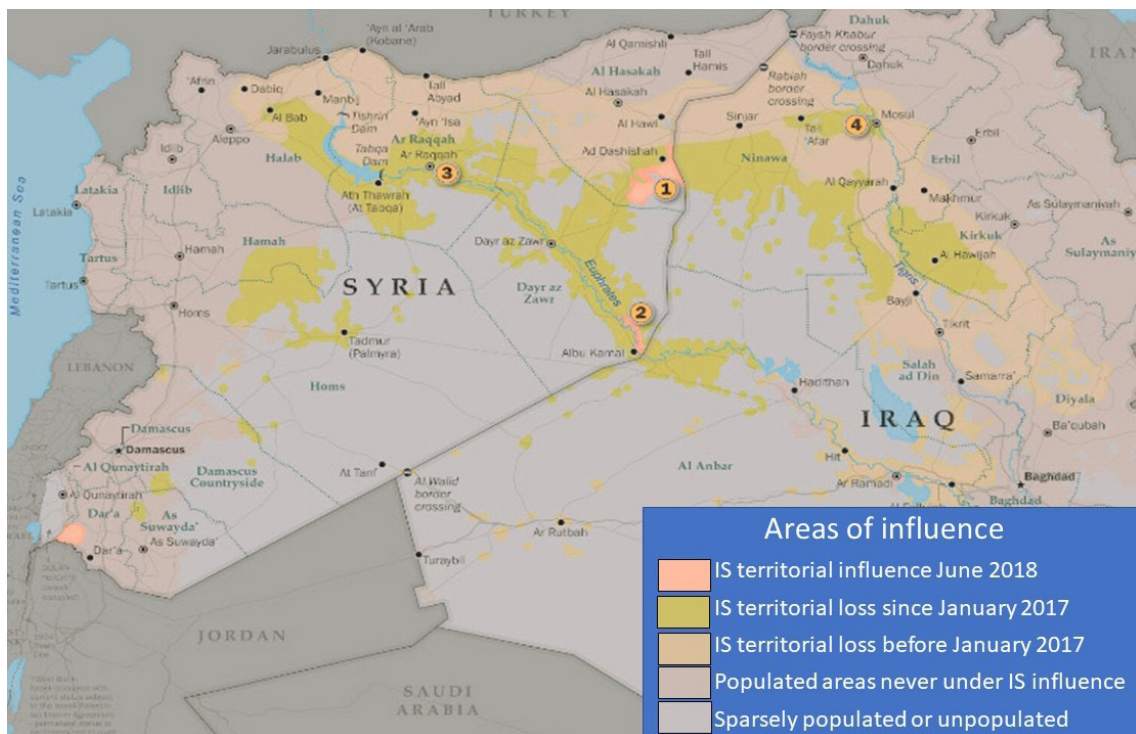 TURKEY
Dahuk
Faysh Khabur
border
crossing
Dahuk
IRAN
'Ayn al 'Arab
(Kobane)
Jarabulus
Al Qamishli
Tall
Hamis
Al Hasakah
Rabiah
border
crossing
'Afrin
Dabiq
Manbij
Tall
Abyad
Al Hasakah
Al Bab
Tishrin
Dam
'Ayn 'Isa
Al Hawl
Sinjar
Tall
'Afar
4
Mosul
Aleppo
Tabqa
Dam
Ar Raqqah
Ar Raqqah
3
Ad Dashishah
Ninawa
Erbil
Erbil
Idlib
Halab
1
Latakia
Idlib
Ath Thawrah
(At Tabqa)
Al Qayyarah
Makhmur
Latakia
Kirkuk
As Sulaymaniyah
Mediterranean Sea
Hamah
Dayr az Zawr
Kirkuk
As
Sulaymaniy
Hamah
Al Hawijah
Tartus
SYRIA
Dayr az
Zawr
Euphrates
Tigris
Tartus
2
Bayji
Homs
Tadmur
(Palmyra)
Tikrit
Albu Kamal
LEBANON
Homs
Hadithah
Salah
ad Din
Samarra'
Diyala
IRAQ
Damascus
Damascus
Ba'qubah
Al Qunaytirah
Damascus
Countryside
At Tanf
Al Anbar
Hit
Al Qunaytirah
Al Walid
border
crossing
Ar Ramadi
Baghdad
Baghdad
Dar'a
As
Suwayda'
Ar Rutbah
Dar'a
As Suwayda'
Turaybil
JORDAN
SAUDI
ARABIA
Areas of influence
IS territorial influence June 2018
IS territorial loss since January 2017
IS territorial loss before January 2017
Populated areas never under IS influence
Sparsely populated or unpopulated